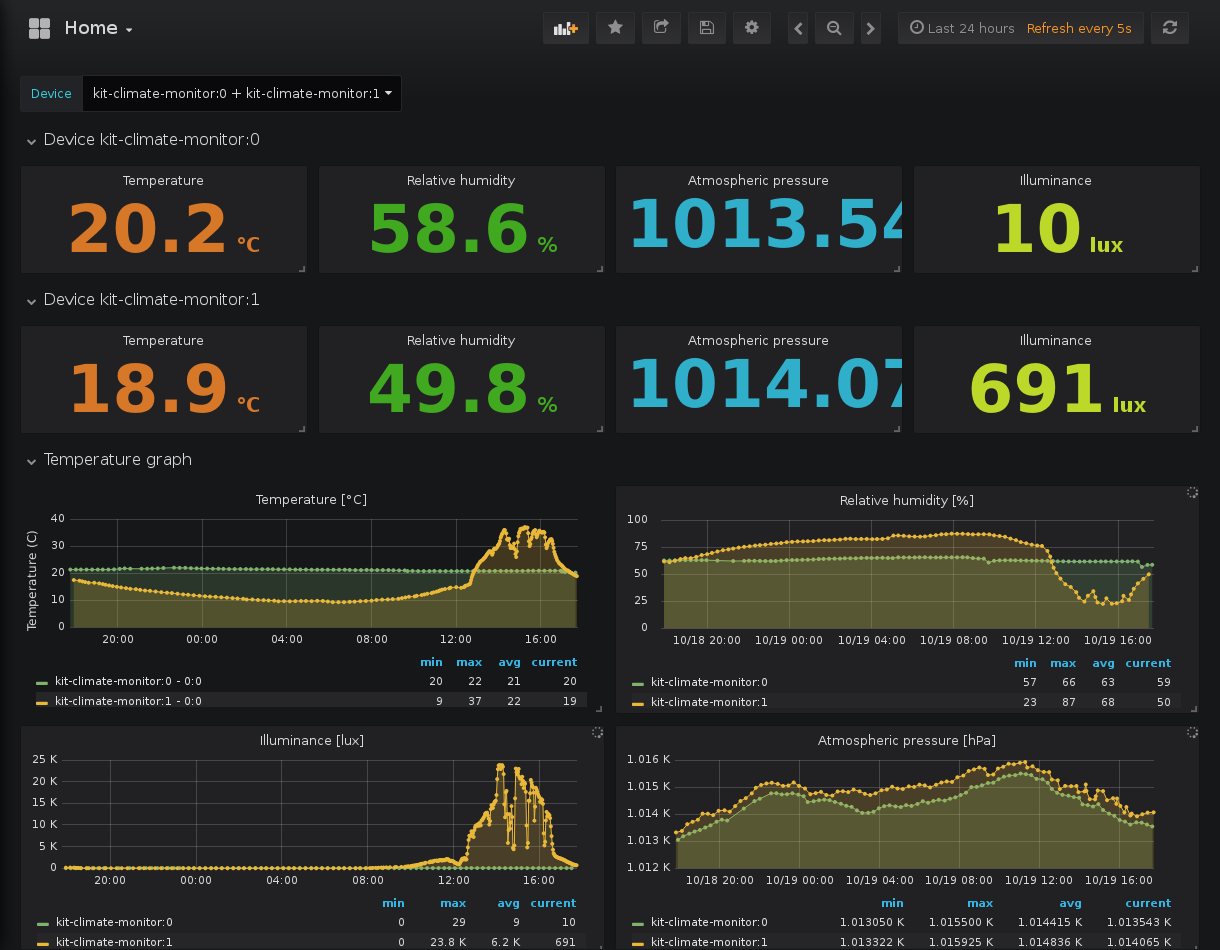 Home
Last 24 hours Refresh every 5s
Device kit-climate-monitor:0 + kit-climate-monitor:1
Device kit-climate-monitor:0
Temperature
20.2 °C
Relative humidity
58.6 %
Atmospheric pressure
1013.54
Illuminance
10 lux
Device kit-climate-monitor:1
Temperature
18.9 °C
Relative humidity
49.8 %
Atmospheric pressure
1014.07
Illuminance
691 lux
Temperature graph
Temperature [°C]
Temperature (C)
40
30
20
10
0
20:00 00:00 04:00 08:00 12:00 16:00
min max avg current
kit-climate-monitor:0 - 0:0 20 22 21 20
kit-climate-monitor:1 - 0:0 9 37 22 19
Relative humidity [%]
100
75
50
25
0
10/18 20:00 10/19 00:00 10/19 04:00 10/19 08:00 10/19 12:00 10/19 16:00
min max avg current
kit-climate-monitor:0 57 66 63 59
kit-climate-monitor:1 23 87 68 50
Illuminance [lux]
25 K
20 K
15 K
10 K
5 K
0
20:00 00:00 04:00 08:00 12:00 16:00
min max avg current
kit-climate-monitor:0 0 29 9 10
kit-climate-monitor:1 0 23.8 K 6.2 K 691
Atmospheric pressure [hPa]
1.016 K
1.015 K
1.014 K
1.013 K
1.012 K
10/18 20:00 10/19 00:00 10/19 04:00 10/19 08:00 10/19 12:00 10/19 16:00
min max avg current
kit-climate-monitor:0 1.013050 K 1.015500 K 1.014415 K 1.013543 K
kit-climate-monitor:1 1.013322 K 1.015925 K 1.014836 K 1.014065 K